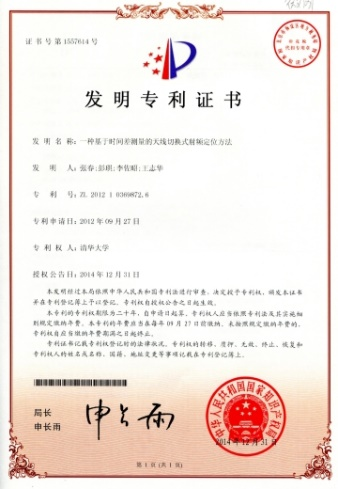 证书号第1557614号
发明专利证书
发明名称：一种基于时间差测量的天线切换式射频定位方法
发明人：张春;彭琪;李佐昭;王志华
专利号：ZL 2012 1 0369872.6
专利申请日：2012年09月27日
专利权人：清华大学
授权公告日：2014年12月31日
本发明经过本局依照中华人民共和国专利法进行审查，决定授予专利权，颁发本证书
并在专利登记簿上予以登记。专利权自授权公告之日起生效。
本专利的专利权期限为二十年，自申请日起算。专利权人应当依照专利法及其实施细
则规定缴纳年费。本专利的年费应当在每年09月27日前缴纳。未按照规定缴纳年费的，
专利权自应当缴纳年费期满之日起终止。
专利证书记载专利权登记时的法律状况。专利权的转移、质押、无效、终止、恢复和
专利权人的姓名或名称、国籍、地址变更等事项记载在专利登记簿上。
局长
申长雨
申长雨
中华人民共和国国家知识产权局
2014年12月31日
第1页(共1页)